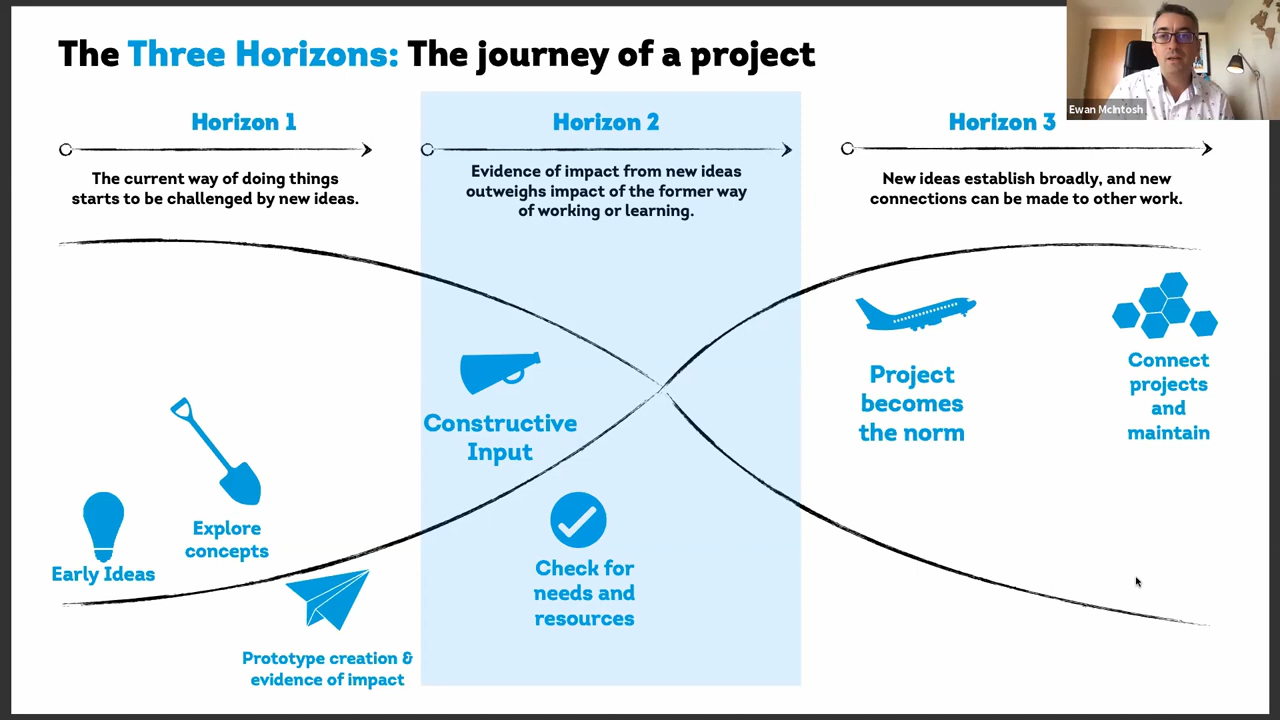 The Three Horizons: The journey of a project
Horizon 1
The current way of doing things
starts to be challenged by new ideas.
Horizon 2
Evidence of impact from new ideas
outweighs impact of the former way
of working or learning.
Horizon 3
New ideas establish broadly, and new
connections can be made to other work.
Ewan McIntosh
Early Ideas
Explore
concepts
Prototype creation &
evidence of impact
Constructive
Input
Check for
needs and
resources
Project
becomes
the norm
Connect
projects
and
maintain